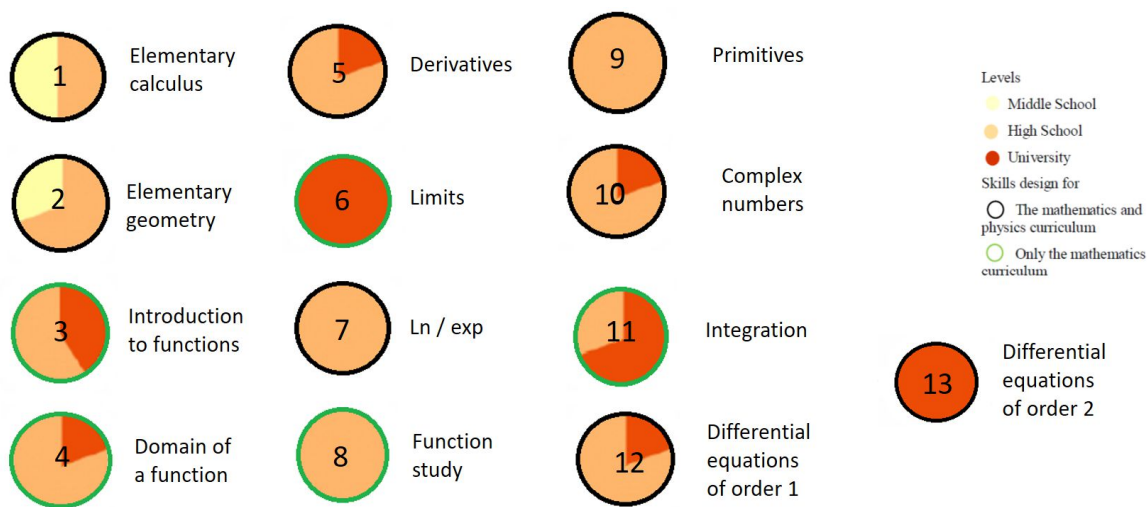 1
Elementary
calculus
2
Elementary
geometry
3
Introduction
to functions
4
Domain of
a function
5
Derivatives
6
Limits
7
Ln / exp
8
Function
study
9
Primitives
10
Complex
numbers
11
Integration
12
Differential
equations
of order 1
Levels
Middle School
High School
University
Skills design for
The mathematics and
physics curriculum
Only the mathematics
curriculum
13
Differential
equations
of order 2